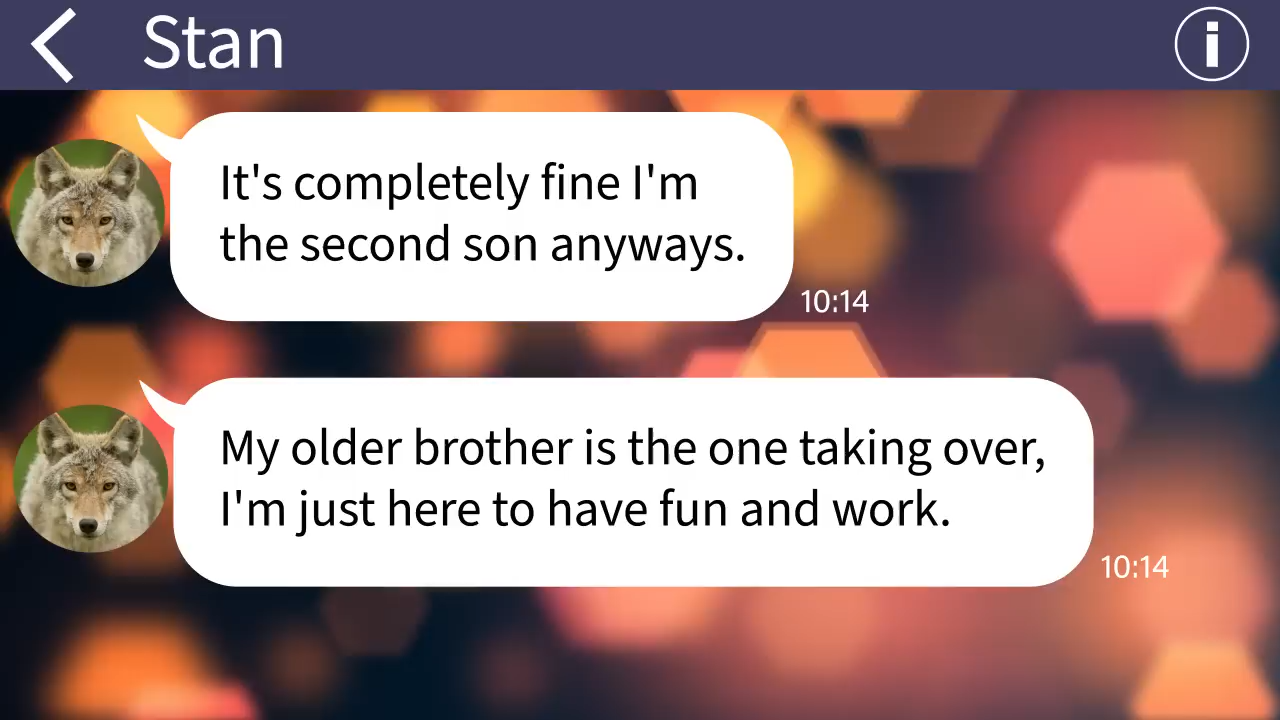 Stan
It's completely fine I'm
the second son anyways.
10:14
My older brother is the one taking over,
I'm just here to have fun and work.
10:14